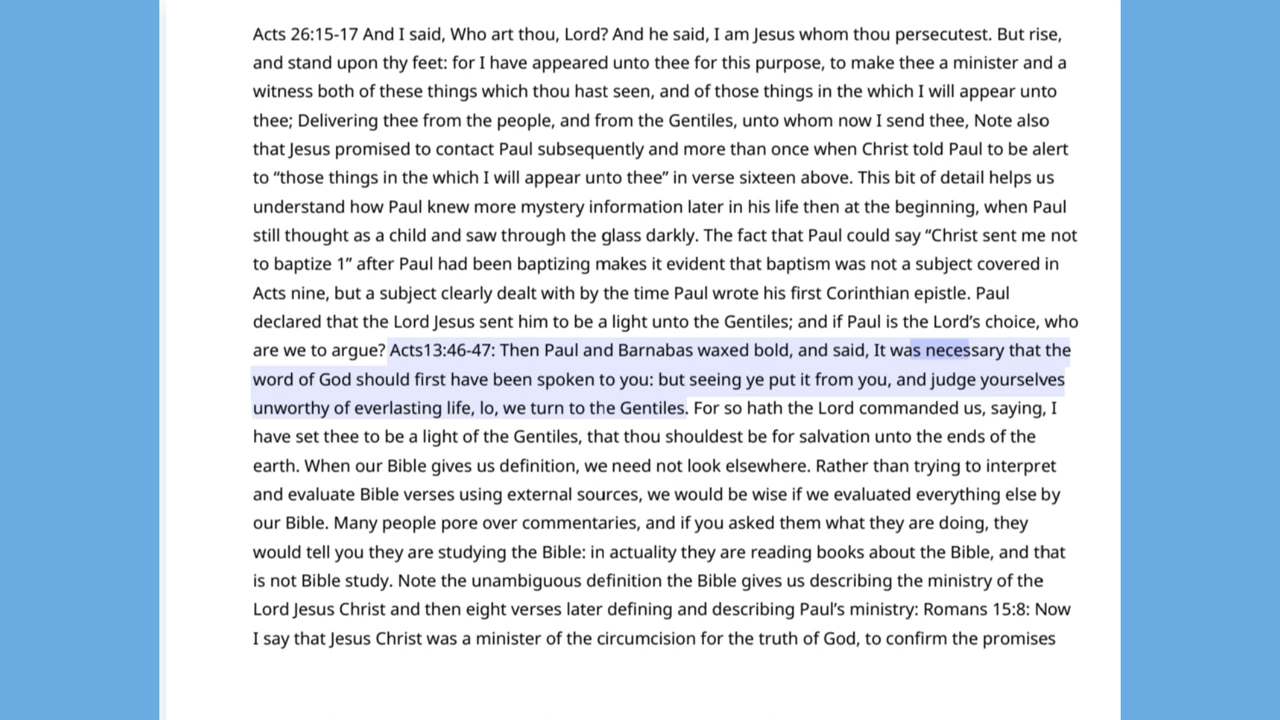 Acts 26:15-17 And I said, Who art thou, Lord? And he said, I am Jesus whom thou persecutest. But rise,
and stand upon thy feet: for I have appeared unto thee for this purpose, to make thee a minister and a
witness both of these things which thou hast seen, and of those things in the which I will appear unto
thee; Delivering thee from the people, and from the Gentiles, unto whom now I send thee, Note also
that Jesus promised to contact Paul subsequently and more than once when Christ told Paul to be alert
to “those things in the which I will appear unto thee” in verse sixteen above. This bit of detail helps us
understand how Paul knew more mystery information later in his life then at the beginning, when Paul
still thought as a child and saw through the glass darkly. The fact that Paul could say “Christ sent me not
to baptize 1” after Paul had been baptizing makes it evident that baptism was not a subject covered in
Acts nine, but a subject clearly dealt with by the time Paul wrote his first Corinthian epistle. Paul
declared that the Lord Jesus sent him to be a light unto the Gentiles; and if Paul is the Lord’s choice, who
are we to argue? Acts13:46-47: Then Paul and Barnabas waxed bold, and said, It was necessary that the
word of God should first have been spoken to you: but seeing ye put it from you, and judge yourselves
unworthy of everlasting life, lo, we turn to the Gentiles. For so hath the Lord commanded us, saying, I
have set thee to be a light of the Gentiles, that thou shouldest be for salvation unto the ends of the
earth. When our Bible gives us definition, we need not look elsewhere. Rather than trying to interpret
and evaluate Bible verses using external sources, we would be wise if we evaluated everything else by
our Bible. Many people pore over commentaries, and if you asked them what they are doing, they
would tell you they are studying the Bible: in actuality they are reading books about the Bible, and that
is not Bible study. Note the unambiguous definition the Bible gives us describing the ministry of the
Lord Jesus Christ and then eight verses later defining and describing Paul’s ministry: Romans 15:8: Now
I say that Jesus Christ was a minister of the circumcision for the truth of God, to confirm the promises